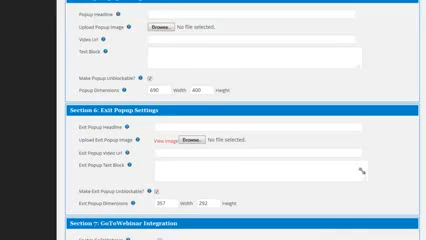 Popup Headline
Upload Popup Image Browse... No file selected.
Video Url
Text Block
Make Popup Unblockable?
Popup Dimensions 690 Width 400 Height
Section 6: Exit Popup Settings
Exit Popup Headline
Upload Exit Popup Image View Image Browse... No file selected.
Exit Popup Video Url
Exit Popup Text Block
Make Exit Popup Unblockable?
Exit Popup Dimensions 357 Width 292 Height
Section 7: GoToWebinar Integration